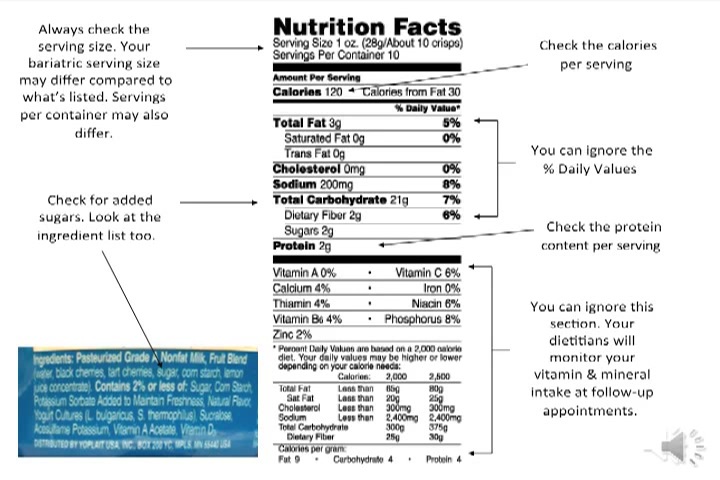 Always check the
serving size. Your
bariatric serving size
may differ compared to
what's listed. Servings
per container may also
differ.
Check for added
sugars. Look at the
ingredient list too.
Ingredients: Pasteurized Grade A Nonfat Milk, Fruit Blend
black cherries, tart cherries, sugar, corn starch, lemon
juice concentrate). Contains 2% or less of: Sugar, Corn Starch,
Potassium Sorbate Added to Maintain Freshness, Natural Flavor,
Yogurt Cultures (L. bulgaricus, S. thermophilus) Sucralose,
Acesulfame Potassium, Vitamin A Acetate, Vitamin D3
DISTRIBUTED BY YOPLAIT USA, INC., BOX 200 YC, MPLS, MN USA
Nutrition Facts
Serving Size 1 oz. (28g/About 10 crisps)
Servings Per Container 10
Amount Per Serving
Calories 120 Calories from Fat 30
% Daily Value*
Total Fat 3g 5%
Saturated Fat 0g 0%
Trans Fat 0g
Cholesterol 0mg 0%
Sodium 200mg 8%
Total Carbohydrate 21g 7%
Dietary Fiber 2g 6%
Sugars 2g
Protein 2g
Vitamin A 0% • Vitamin C 6%
Calcium 4% • Iron 0%
Thiamin 4% • Niacin 6%
Vitamin B6 4% • Phosphorus 8%
Zinc 2%
* Percent Daily Values are based on a 2,000 calorie
diet. Your daily values may be higher or lower
depending on your calorie needs:
Calories: 2,000 2,500
Total Fat Less than 65g 80g
Sat Fat Less than 20g 25g
Cholesterol Less than 300mg 300mg
Sodium Less than 2,400mg 2,400mg
Total Carbohydrate 300g 375g
Dietary Fiber 25g 30g
Calories per gram:
Fat 9 • Carbohydrate 4 • Protein 4
Check the calories
per serving
You can ignore the
% Daily Values
Check the protein
content per serving
You can ignore this
section. Your
dietitians will
monitor your
vitamin & mineral
intake at follow-up
appointments.